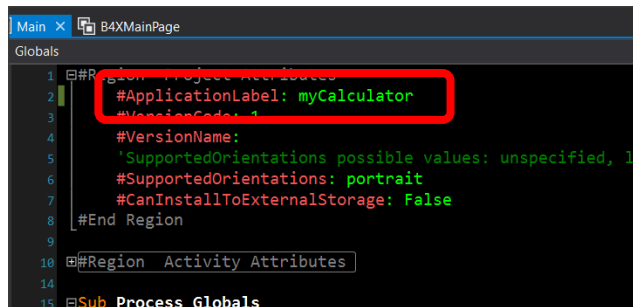 Main × B4XMainPage
Globals
1 #Region Project Attributes
2 #ApplicationLabel: myCalculator
3 #VersionCode: 1
4 #VersionName:
5 'SupportedOrientations possible values: unspecified, l
6 #SupportedOrientations: portrait
7 #CanInstallToExternalStorage: False
8 #End Region
9
10 #Region Activity Attributes
14
15 Sub Process_Globals